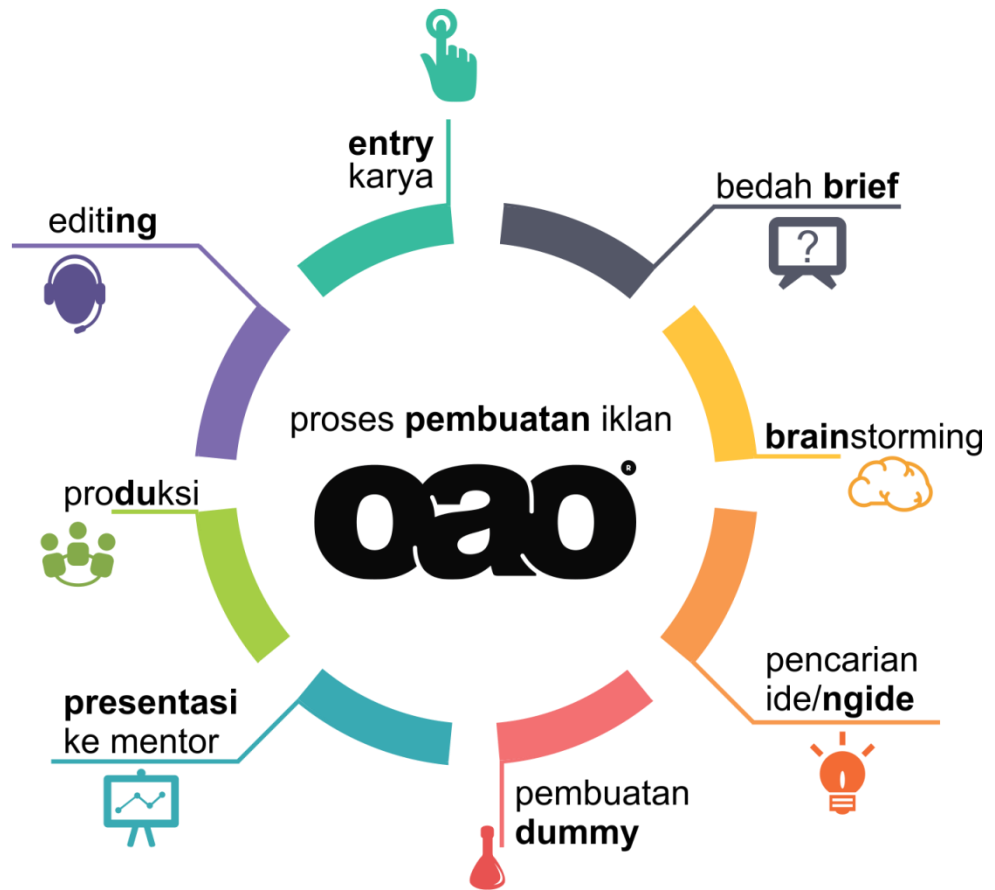 entry
karya
bedah brief
?
editing
proses pembuatan iklan
oao®
brainstorming
produksi
pencarian
ide/ngide
presentasi
ke mentor
pembuatan
dummy